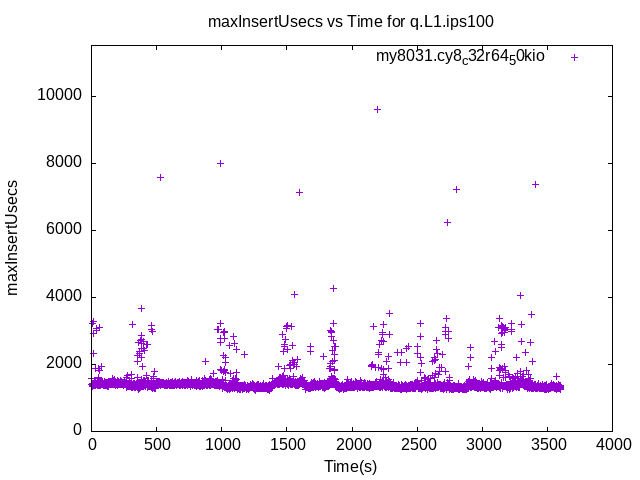 maxInsertUsecs vs Time for q.L1.ips100
my8031.cy8c32r6450kio
maxInsertUsecs
10000
8000
6000
4000
2000
0
0 500 1000 1500 2000 2500 3000 3500 4000
Time(s)